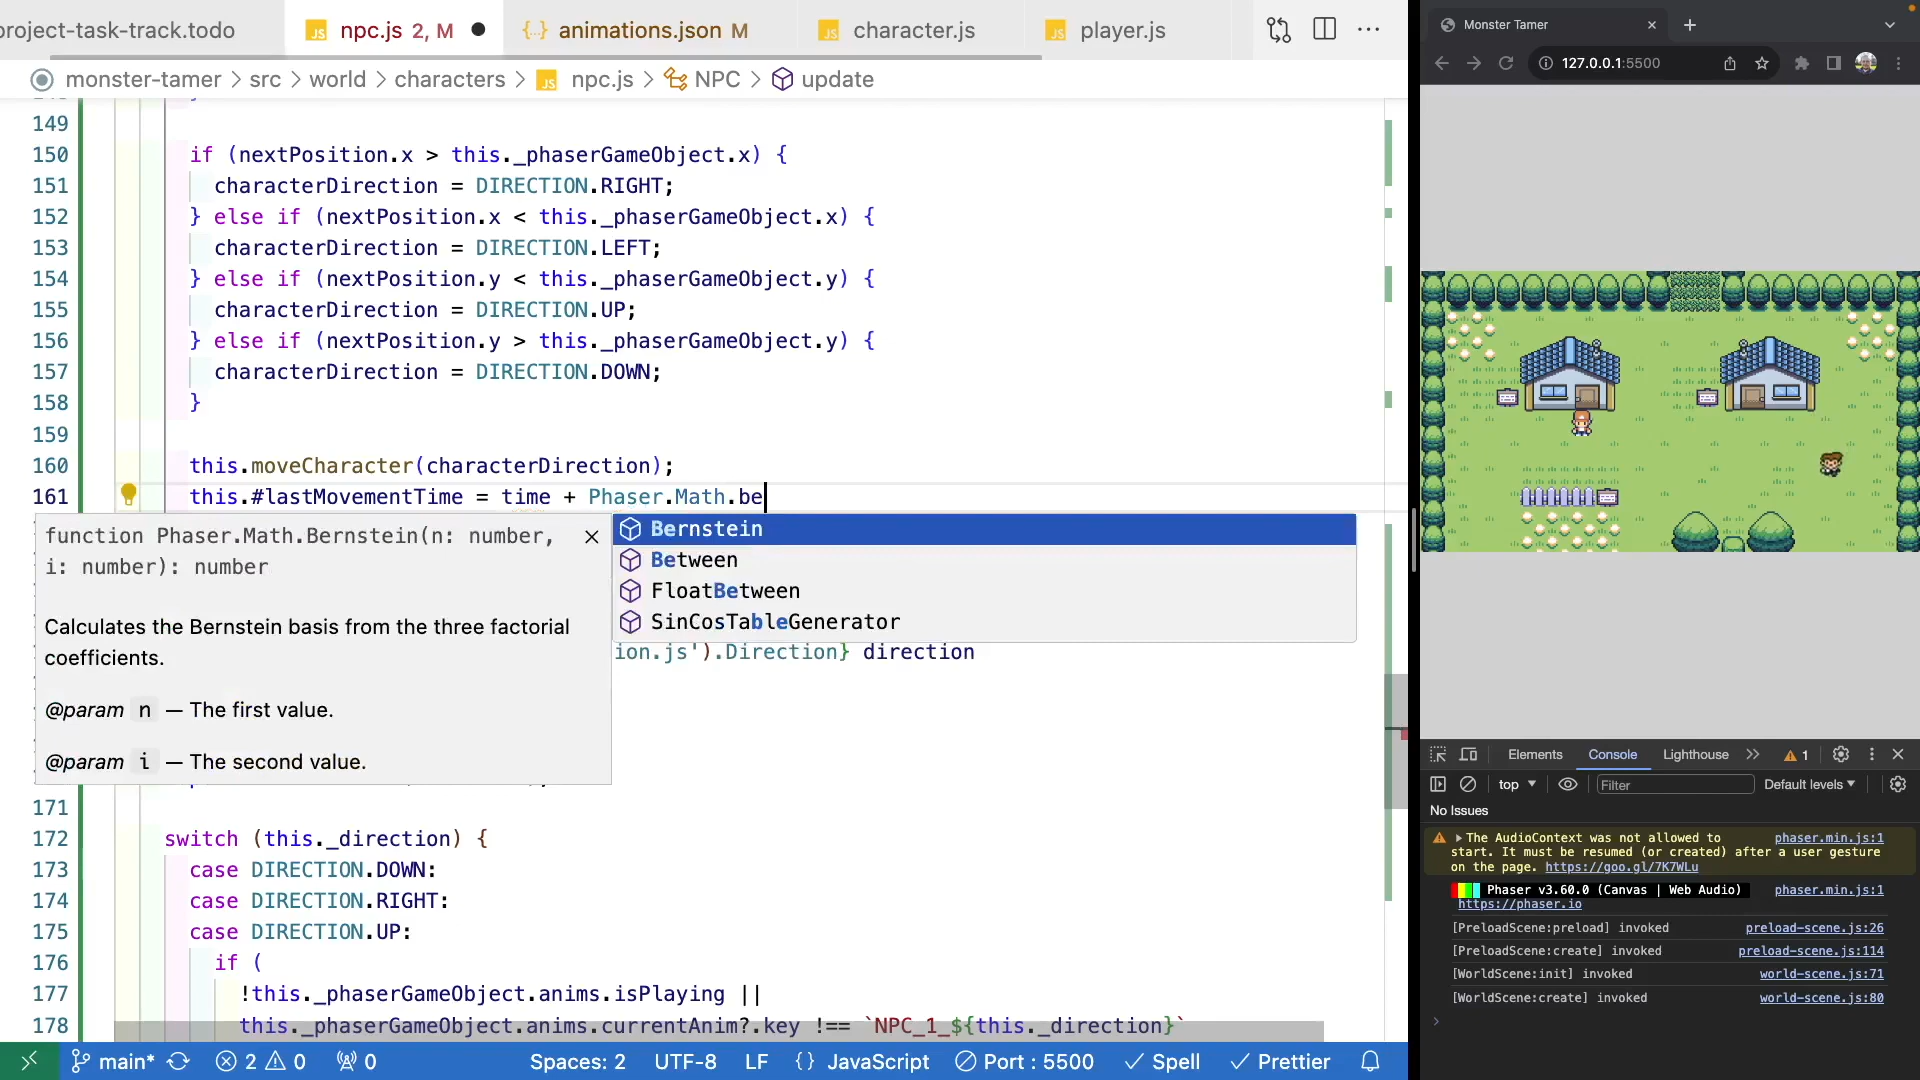 project-task-track.todo
npc.js 2, M
animations.json M
character.js
player.js
monster-tamer > src > world > characters > npc.js > NPC > update
149
150 if (nextPosition.x > this._phaserGameObject.x) {
151 characterDirection = DIRECTION.RIGHT;
152 } else if (nextPosition.x < this._phaserGameObject.x) {
153 characterDirection = DIRECTION.LEFT;
154 } else if (nextPosition.y < this._phaserGameObject.y) {
155 characterDirection = DIRECTION.UP;
156 } else if (nextPosition.y > this._phaserGameObject.y) {
157 characterDirection = DIRECTION.DOWN;
158 }
159
160 this.moveCharacter(characterDirection);
161 this.#lastMovementTime = time + Phaser.Math.be
function Phaser.Math.Bernstein(n: number,
i: number): number
Calculates the Bernstein basis from the three factorial
coefficients.
@param n — The first value.
@param i — The second value.
Bernstein
Between
FloatBetween
SinCosTableGenerator
ion.js').Direction} direction
171
172 switch (this._direction) {
173 case DIRECTION.DOWN:
174 case DIRECTION.RIGHT:
175 case DIRECTION.UP:
176 if (
177 !this._phaserGameObject.anims.isPlaying ||
178 this._phaserGameObject.anims.currentAnim?.key !== `NPC_1_${this._direction}`
main* 2 0 0 Spaces: 2 UTF-8 LF {} JavaScript Port : 5500 Spell Prettier
Monster Tamer
127.0.0.1:5500
Elements Console Lighthouse 1
top Filter Default levels
No Issues
The AudioContext was not allowed to phaser.min.js:1
start. It must be resumed (or created) after a user gesture
on the page. https://goo.gl/7K7WLu
Phaser v3.60.0 (Canvas | Web Audio) phaser.min.js:1
https://phaser.io
[PreloadScene:preload] invoked preload-scene.js:26
[PreloadScene:create] invoked preload-scene.js:114
[WorldScene:init] invoked world-scene.js:71
[WorldScene:create] invoked world-scene.js:80